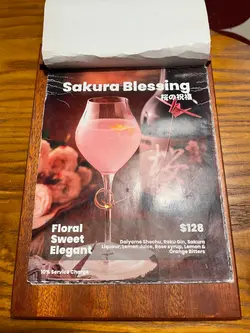 Sakura Blessing
桜の祝福
Floral
Sweet
Elegant
$128
Daiyame Shochu, Roku Gin, Sakura
Liqueur, Lemon Juice, Rose syrup, Lemon &
Orange Bitters
10% Service Charge